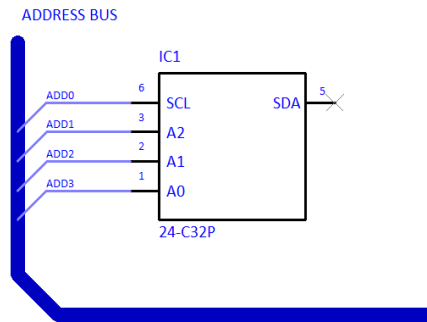 ADDRESS BUS
IC1
ADD0 6 SCL SDA 5
ADD1 3 A2
ADD2 2 A1
ADD3 1 A0
24-C32P